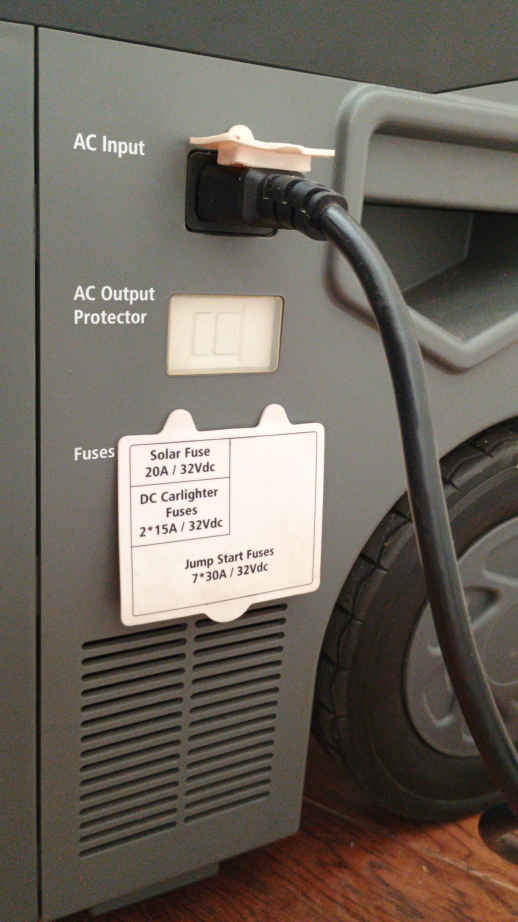 AC Input
AC Output
Protector
Fuses
Solar Fuse
20A / 32Vdc
DC Carlighter
Fuses
2*15A / 32Vdc
Jump Start Fuses
7*30A / 32Vdc